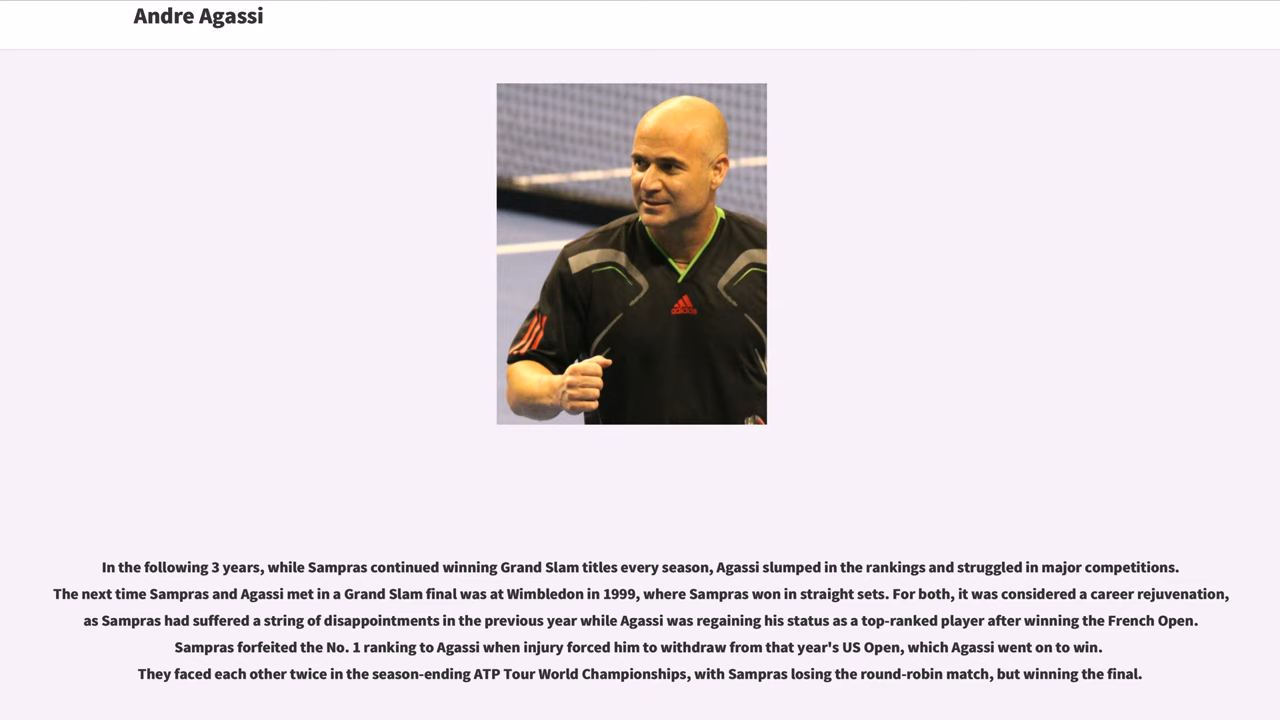 Andre Agassi
adidas
In the following 3 years, while Sampras continued winning Grand Slam titles every season, Agassi slumped in the rankings and struggled in major competitions.
The next time Sampras and Agassi met in a Grand Slam final was at Wimbledon in 1999, where Sampras won in straight sets. For both, it was considered a career rejuvenation,
as Sampras had suffered a string of disappointments in the previous year while Agassi was regaining his status as a top-ranked player after winning the French Open.
Sampras forfeited the No. 1 ranking to Agassi when injury forced him to withdraw from that year's US Open, which Agassi went on to win.
They faced each other twice in the season-ending ATP Tour World Championships, with Sampras losing the round-robin match, but winning the final.